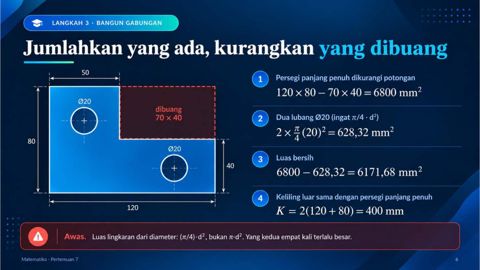 LANGKAH 3 · BANGUN GABUNGAN
Jumlahkan yang ada, kurangkan yang dibuang
50
Ø20
dibuang
70 × 40
80
Ø20
40
120
1
Persegi panjang penuh dikurangi potongan
120 × 80 − 70 × 40 = 6800 mm²
2
Dua lubang Ø20 (ingat π/4 · d²)
2 × π/4 (20)² = 628,32 mm²
3
Luas bersih
6800 − 628,32 = 6171,68 mm²
4
Keliling luar sama dengan persegi panjang penuh
K = 2(120 + 80) = 400 mm
Awas. Luas lingkaran dari diameter: (π/4)·d², bukan π·d². Yang kedua empat kali terlalu besar.
Matematika · Pertemuan 7
6